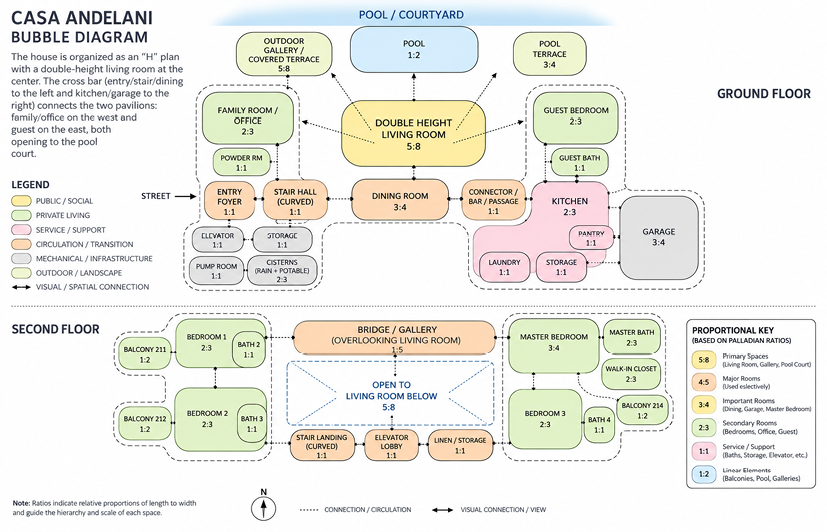 CASA ANDELANI
BUBBLE DIAGRAM
The house is organized as an "H" plan
with a double-height living room at the
center. The cross bar (entry/stair/dining
to the left and kitchen/garage to the
right) connects the two pavilions:
family/office on the west and
guest on the east, both
opening to the pool
court.
LEGEND
PUBLIC / SOCIAL
PRIVATE LIVING
SERVICE / SUPPORT
CIRCULATION / TRANSITION
MECHANICAL / INFRASTRUCTURE
OUTDOOR / LANDSCAPE
VISUAL / SPATIAL CONNECTION
POOL / COURTYARD
OUTDOOR
GALLERY /
COVERED TERRACE
5:8
POOL
1:2
POOL
TERRACE
3:4
GROUND FLOOR
FAMILY ROOM /
OFFICE
2:3
DOUBLE HEIGHT
LIVING ROOM
5:8
GUEST BEDROOM
2:3
POWDER RM
1:1
GUEST BATH
1:1
STREET
ENTRY
FOYER
1:1
STAIR HALL
(CURVED)
1:1
DINING ROOM
3:4
CONNECTOR /
BAR / PASSAGE
1:1
KITCHEN
2:3
GARAGE
3:4
ELEVATOR
1:1
STORAGE
1:1
PANTRY
1:1
PUMP ROOM
1:1
CISTERNS
(RAIN + POTABLE)
2:3
LAUNDRY
1:1
STORAGE
1:1
SECOND FLOOR
BALCONY 211
1:2
BEDROOM 1
2:3
BATH 2
1:1
BRIDGE / GALLERY
(OVERLOOKING LIVING ROOM)
1:5
MASTER BEDROOM
3:4
MASTER BATH
2:3
WALK-IN CLOSET
2:3
OPEN TO
LIVING ROOM BELOW
5:8
BALCONY 212
1:2
BEDROOM 2
2:3
BATH 3
1:1
BEDROOM 3
2:3
BATH 4
1:1
BALCONY 214
1:2
STAIR LANDING
(CURVED)
1:1
ELEVATOR
LOBBY
1:1
LINEN / STORAGE
1:1
PROPORTIONAL KEY
(BASED ON PALLADIAN RATIOS)
5:8 Primary Spaces
(Living Room, Gallery, Pool Court)
4:5 Major Rooms
(Used eslectively)
3:4 Important Rooms
(Dining, Garage, Master Bedroom)
2:3 Secondary Rooms
(Bedrooms, Office, Guest)
1:1 Service / Support
(Baths, Storage, Elevator, etc.)
1:2 Linear Elements
(Balconies, Pool, Galleries)
Note: Ratios indicate relative proportions of length to width
and guide the hierarchy and scale of each space.
N
CONNECTION / CIRCULATION
VISUAL CONNECTION / VIEW